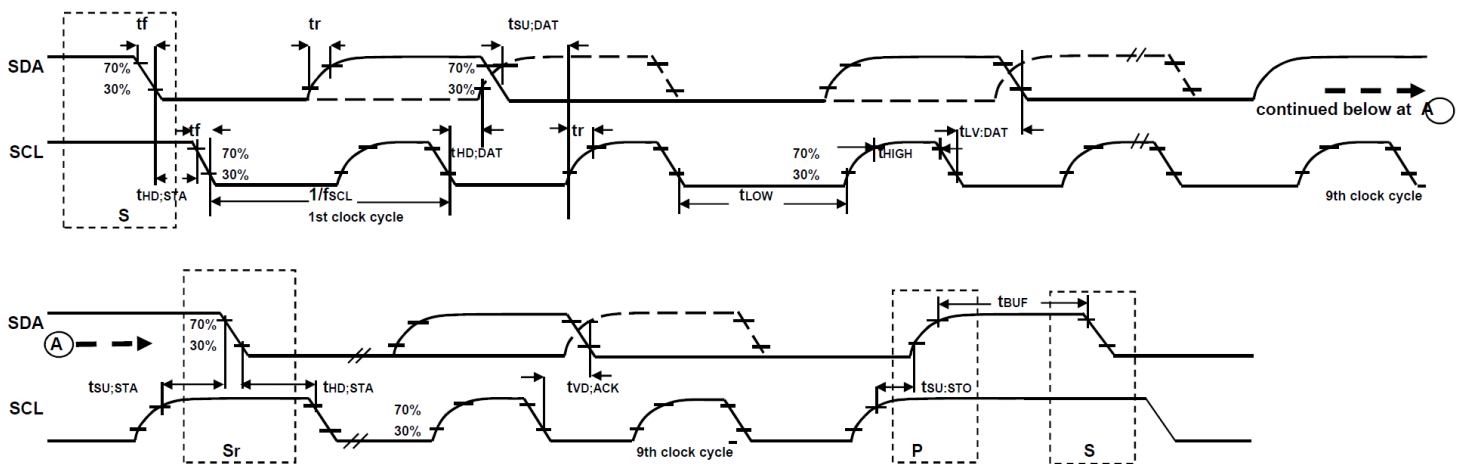 tf tr tSU;DAT
SDA 70% 70%
30% 30%
continued below at A
tf tHD;DAT tr tHIGH tLV:DAT
SCL 70% 70%
30% 30%
tHD;STA 1/fSCL tLOW
S 1st clock cycle 9th clock cycle
tBUF
SDA 70%
A 30%
tSU;STA tHD;STA tVD;ACK tSU:STO
SCL 70%
30%
Sr 9th clock cycle P S